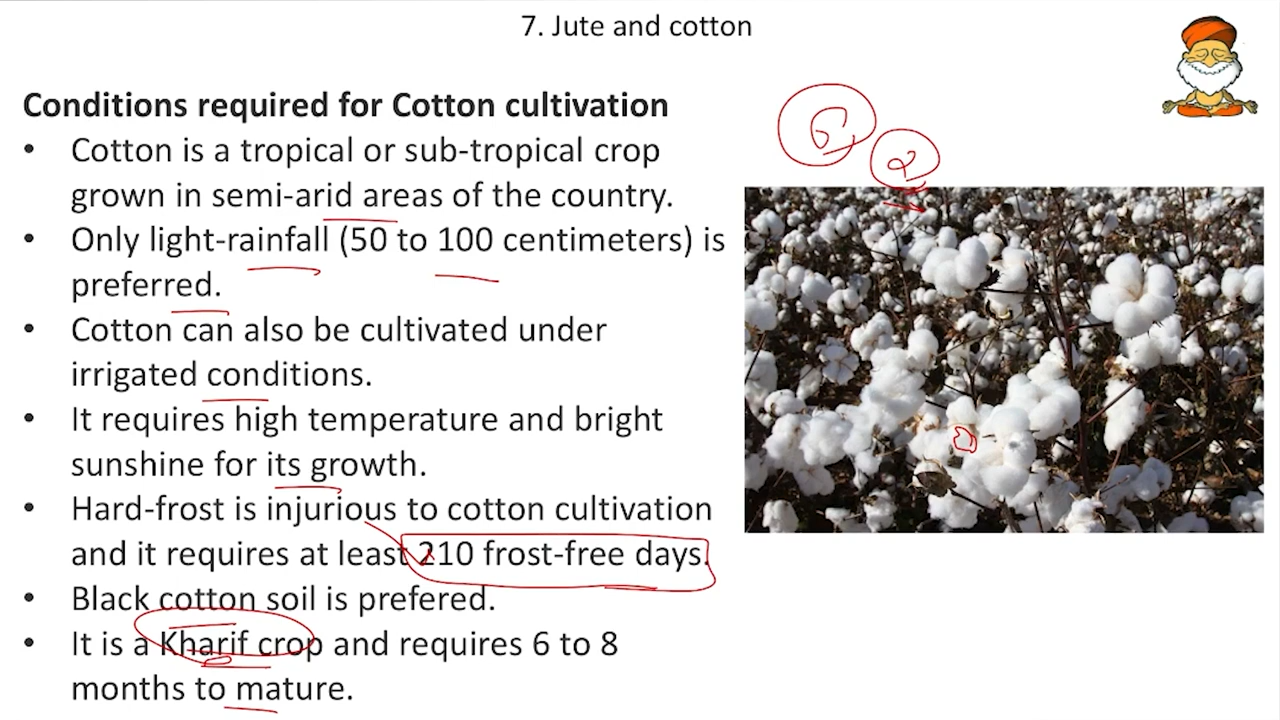 7. Jute and cotton
Conditions required for Cotton cultivation
• Cotton is a tropical or sub-tropical crop
grown in semi-arid areas of the country.
• Only light-rainfall (50 to 100 centimeters) is
preferred.
• Cotton can also be cultivated under
irrigated conditions.
• It requires high temperature and bright
sunshine for its growth.
• Hard-frost is injurious to cotton cultivation
and it requires at least 210 frost-free days.
• Black cotton soil is prefered.
• It is a Kharif crop and requires 6 to 8
months to mature.